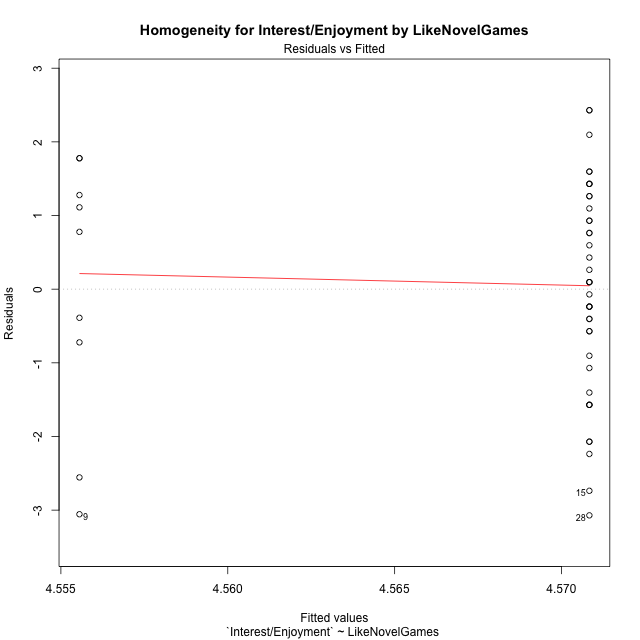 Homogeneity for Interest/Enjoyment by LikeNovelGames
Residuals vs Fitted
3
2
1
0
-1
-2
-3
Residuals
9
15
28
4.555
4.560
4.565
4.570
Fitted values
`Interest/Enjoyment` ~ LikeNovelGames